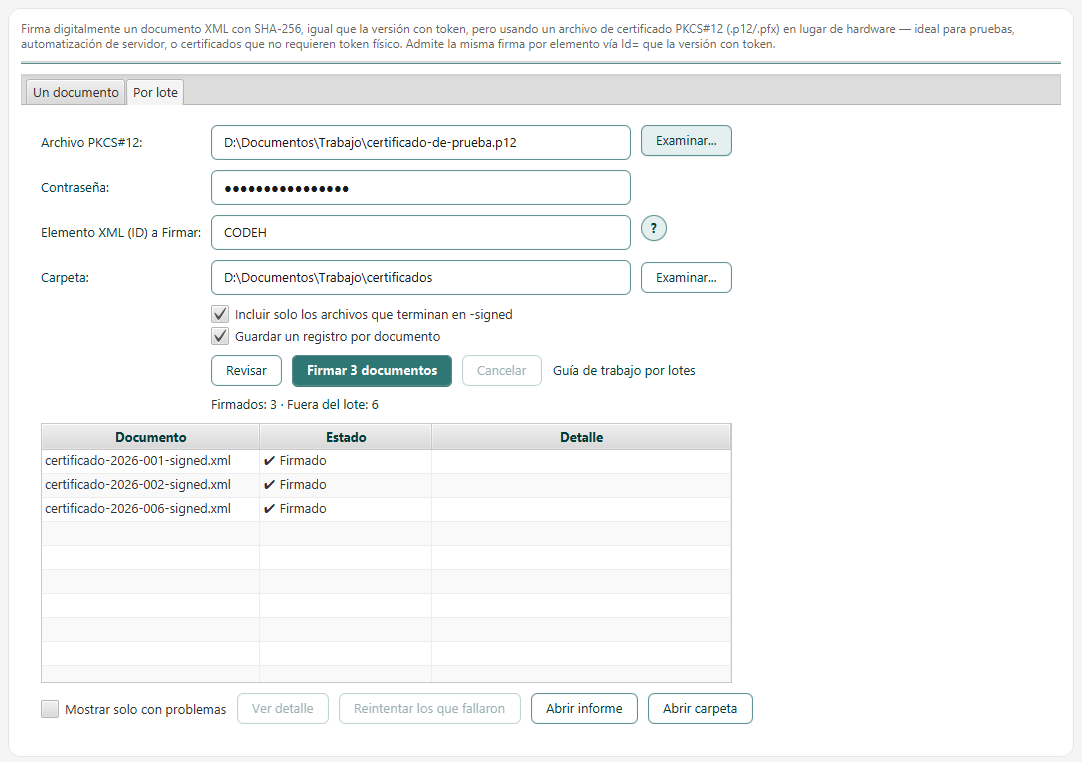 Firma digitalmente un documento XML con SHA-256, igual que la versión con token, pero usando un archivo de certificado PKCS#12 (.p12/.pfx) en lugar de hardware — ideal para pruebas,
automatización de servidor, o certificados que no requieren token físico. Admite la misma firma por elemento vía Id= que la versión con token.
Un documento Por lote
Archivo PKCS#12: D:\Documentos\Trabajo\certificado-de-prueba.p12 Examinar...
Contraseña: ••••••••••••••••
Elemento XML (ID) a Firmar: CODEH ?
Carpeta: D:\Documentos\Trabajo\certificados Examinar...
Incluir solo los archivos que terminan en -signed
Guardar un registro por documento
Revisar Firmar 3 documentos Cancelar Guía de trabajo por lotes
Firmados: 3 · Fuera del lote: 6
Documento Estado Detalle
certificado-2026-001-signed.xml ✔ Firmado
certificado-2026-002-signed.xml ✔ Firmado
certificado-2026-006-signed.xml ✔ Firmado
Mostrar solo con problemas Ver detalle Reintentar los que fallaron Abrir informe Abrir carpeta